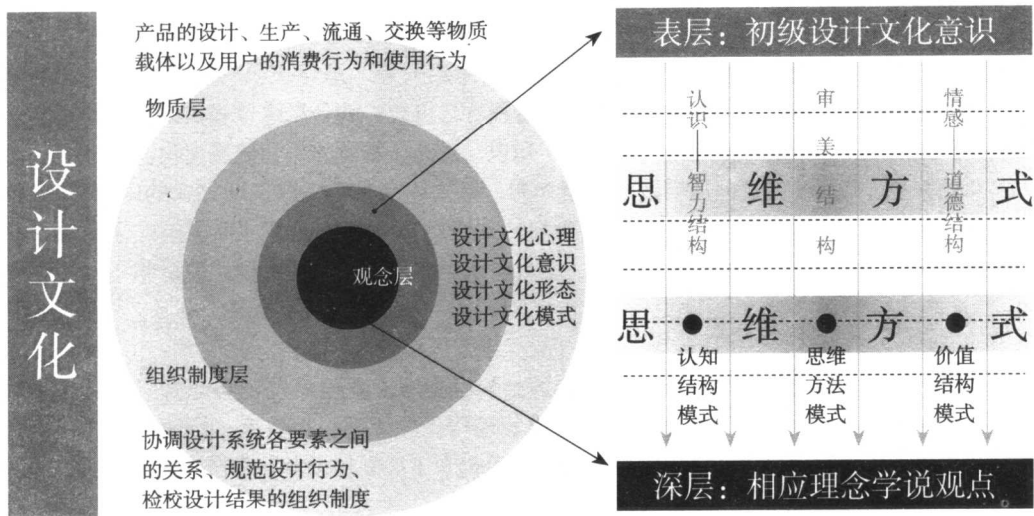 设计文化
产品的设计、生产、流通、交换等物质
载体以及用户的消费行为和使用行为
物质层
观念层
设计文化心理
设计文化意识
设计文化形态
设计文化模式
组织制度层
协调设计系统各要素之间
的关系、规范设计行为、
检校设计结果的组织制度
表层：初级设计文化意识
认识——智力结构
审美结构
情感——道德结构
思维方式
思维方式
认知
结构
模式
思维
方法
模式
价值
结构
模式
深层：相应理念学说观点